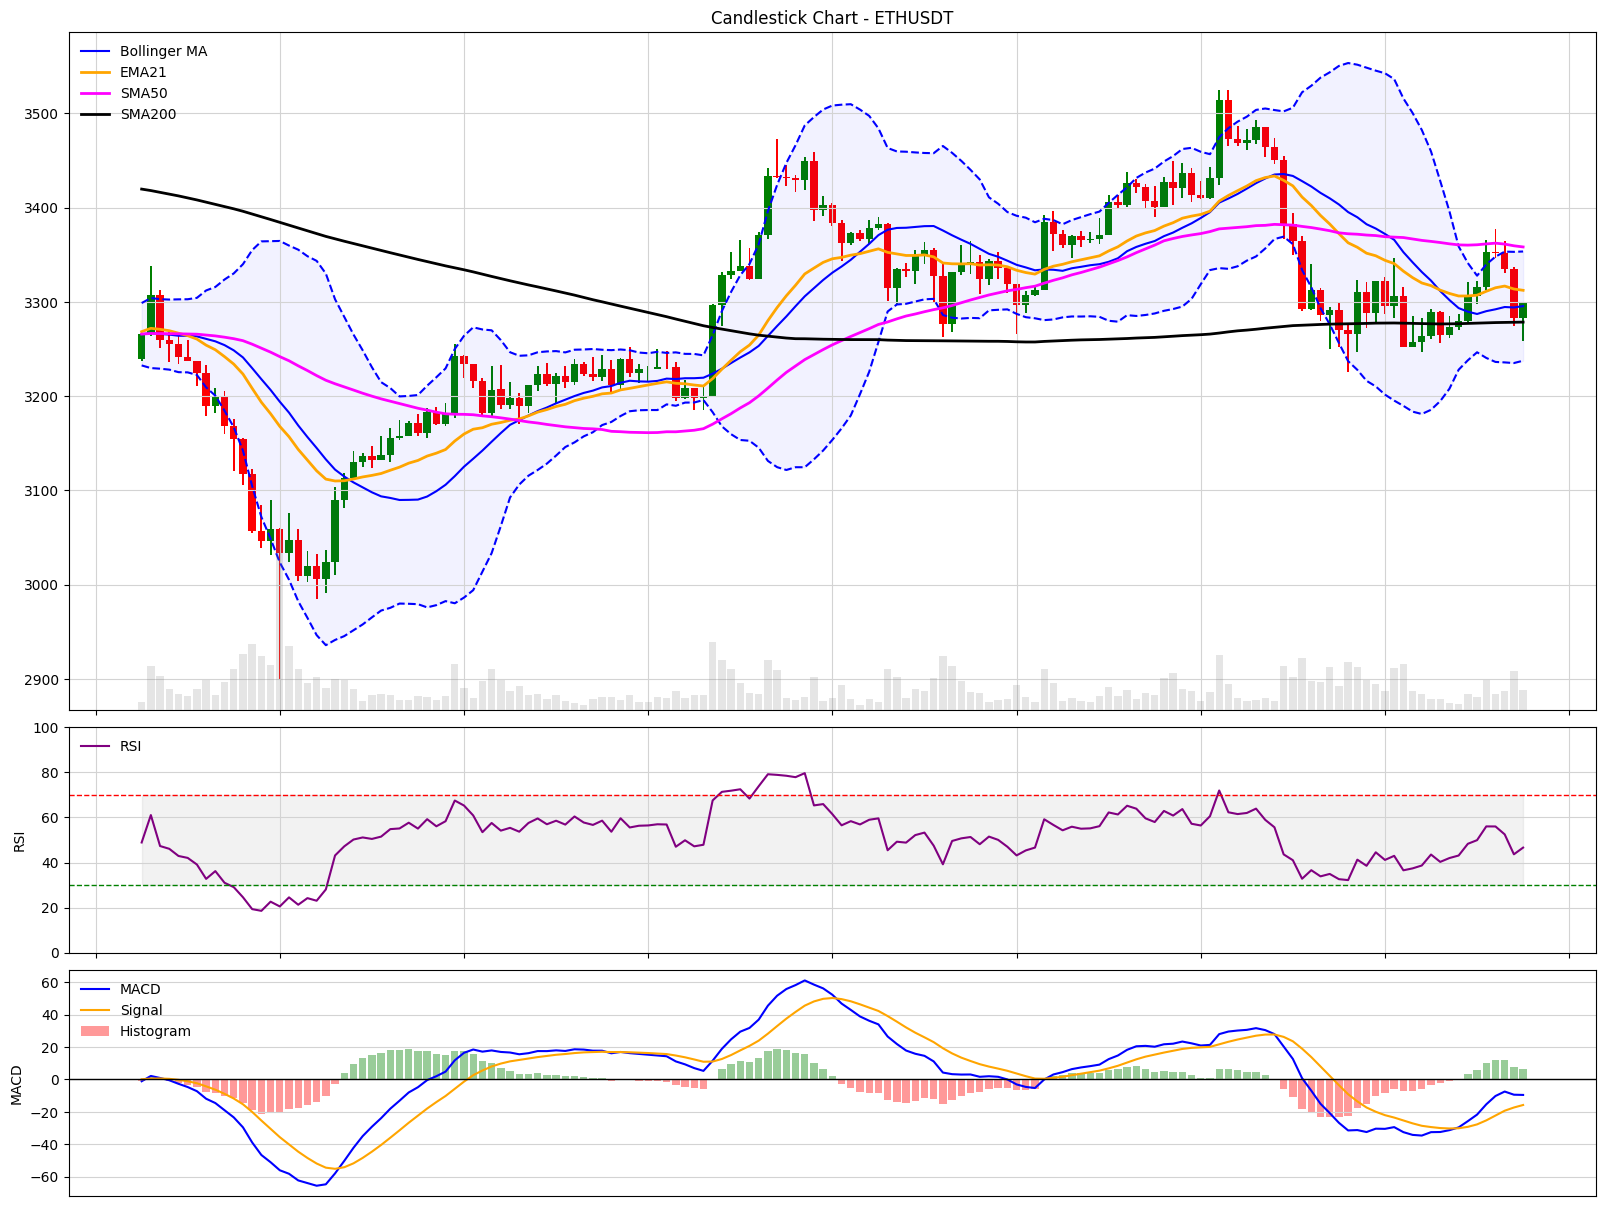 Candlestick Chart - ETHUSDT
Bollinger MA
EMA21
SMA50
SMA200
3500
3400
3300
3200
3100
3000
2900
RSI
100
80
60
40
20
0
RSI
MACD
Signal
Histogram
60
40
20
0
−20
−40
−60
MACD